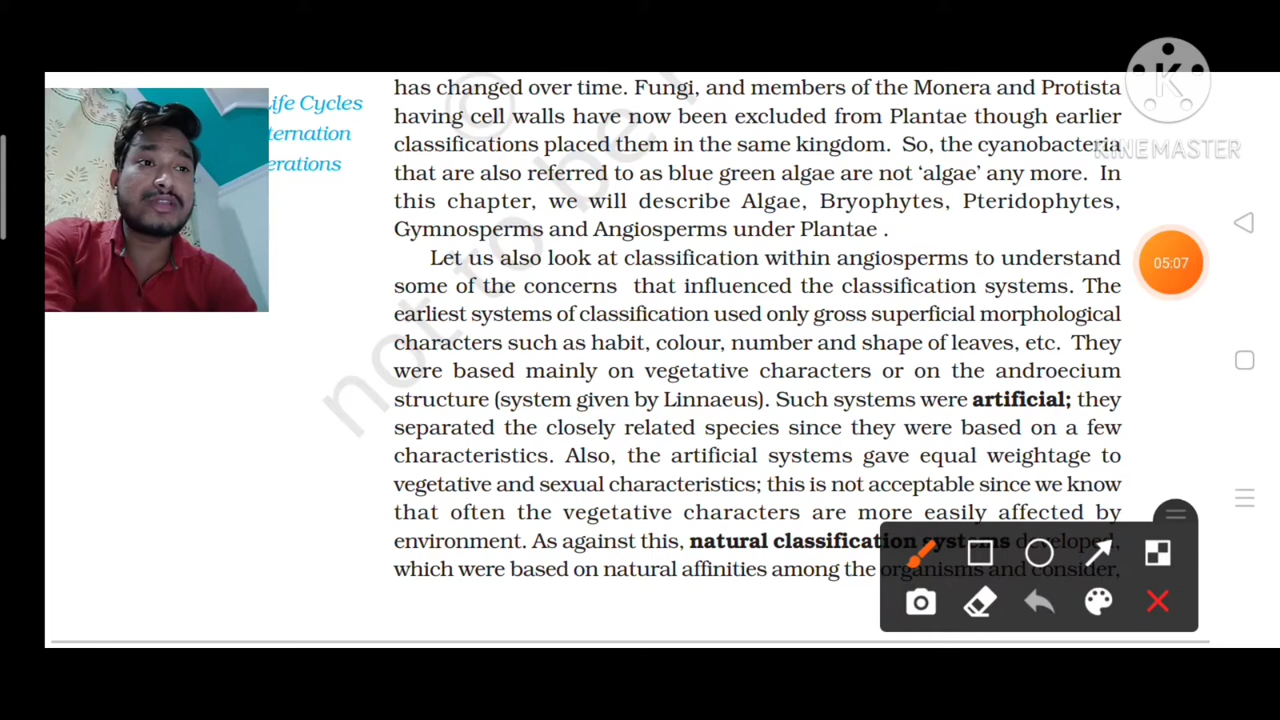 has changed over time. Fungi, and members of the Monera and Protista
having cell walls have now been excluded from Plantae though earlier
classifications placed them in the same kingdom. So, the cyanobacteria
that are also referred to as blue green algae are not ‘algae’ any more. In
this chapter, we will describe Algae, Bryophytes, Pteridophytes,
Gymnosperms and Angiosperms under Plantae .
Let us also look at classification within angiosperms to understand
some of the concerns that influenced the classification systems. The
earliest systems of classification used only gross superficial morphological
characters such as habit, colour, number and shape of leaves, etc. They
were based mainly on vegetative characters or on the androecium
structure (system given by Linnaeus). Such systems were artificial; they
separated the closely related species since they were based on a few
characteristics. Also, the artificial systems gave equal weightage to
vegetative and sexual characteristics; this is not acceptable since we know
that often the vegetative characters are more easily affected by
environment. As against this, natural classification systems developed,
which were based on natural affinities among the organisms and consider,
ife Cycles
ternation
erations
©
not to be r
K
KINEMASTER
05:07